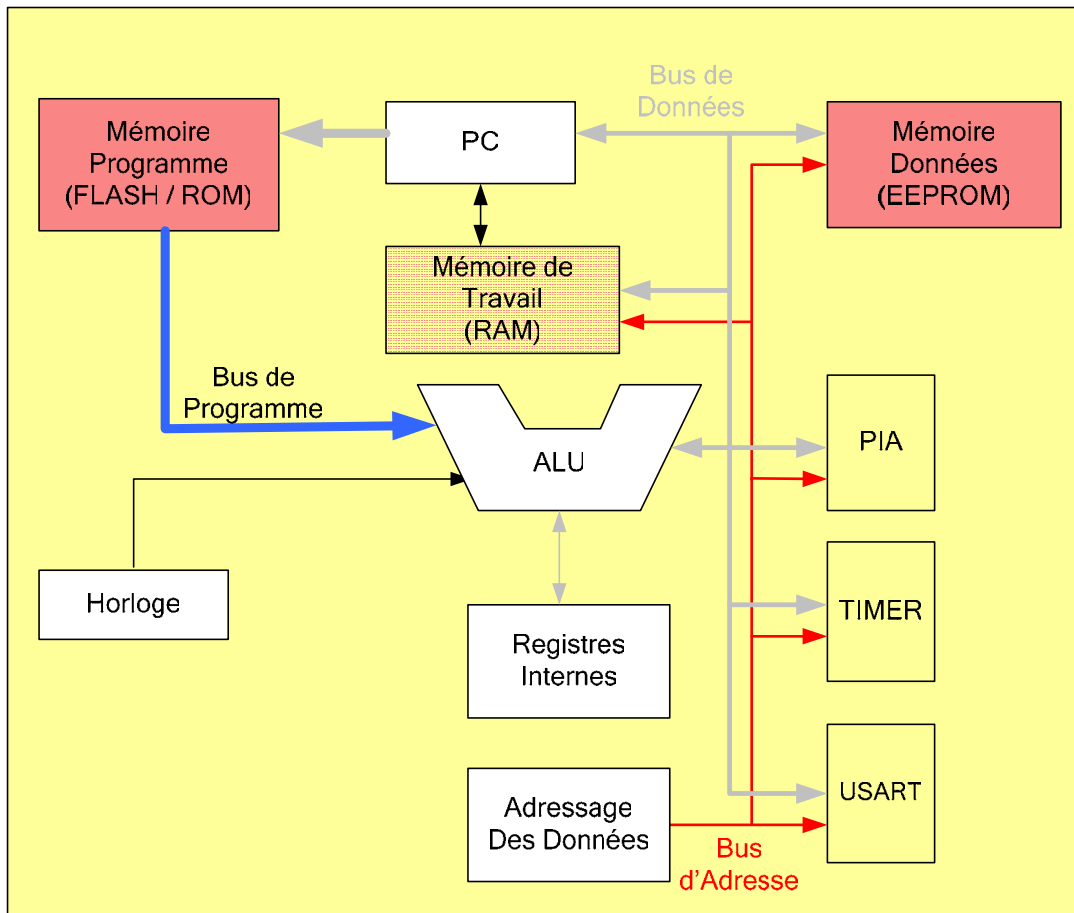 Bus de
Données
Mémoire
Programme
(FLASH / ROM)
PC
Mémoire
Données
(EEPROM)
Mémoire de
Travail
(RAM)
Bus de
Programme
ALU
PIA
Horloge
Registres
Internes
TIMER
Adressage
Des Données
USART
Bus
d'Adresse